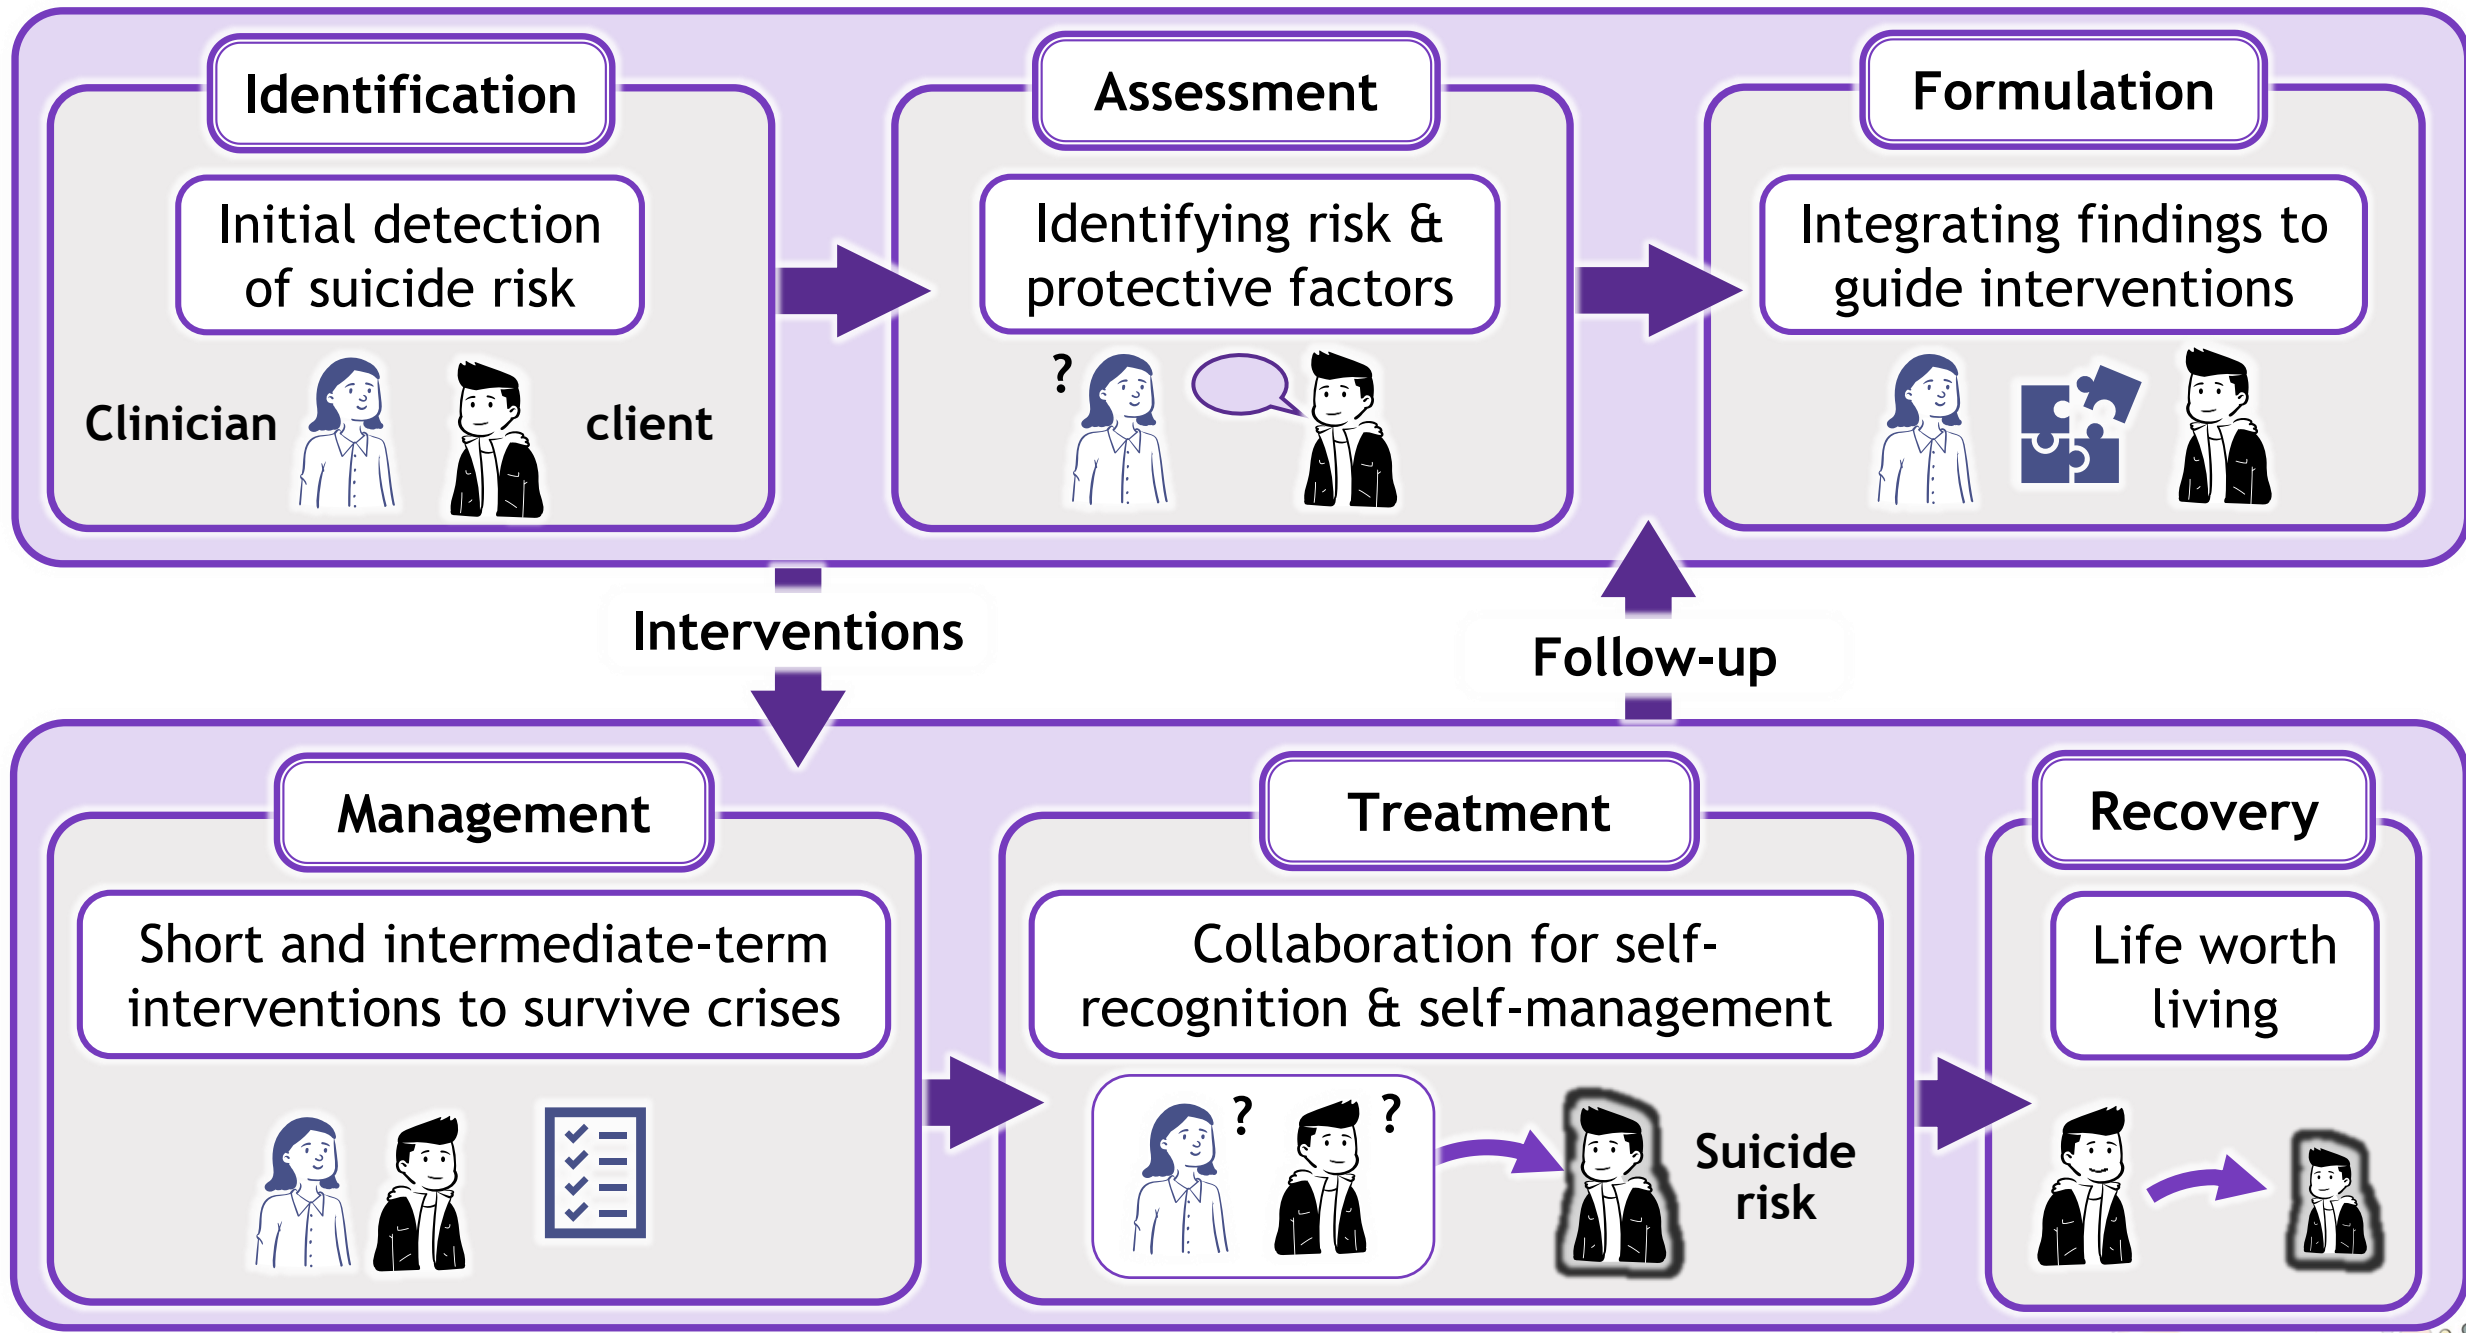 Identification
Initial detection
of suicide risk
Clinician
client
Assessment
Identifying risk &
protective factors
?
Formulation
Integrating findings to
guide interventions
Interventions
Follow-up
Management
Short and intermediate-term
interventions to survive crises
Treatment
Collaboration for self-
recognition & self-management
?
?
Suicide
risk
Recovery
Life worth
living